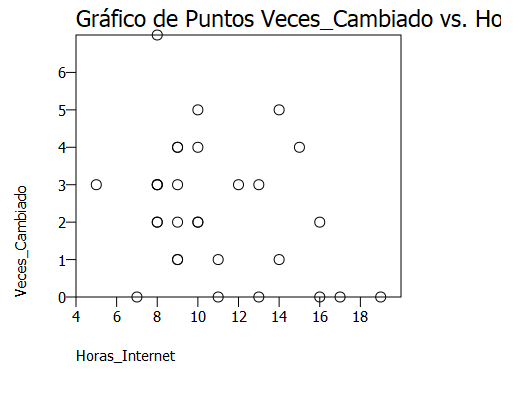 Gráfico de Puntos Veces_Cambiado vs. Ho
6
5
4
3
2
1
0
Veces_Cambiado
4 6 8 10 12 14 16 18
Horas_Internet